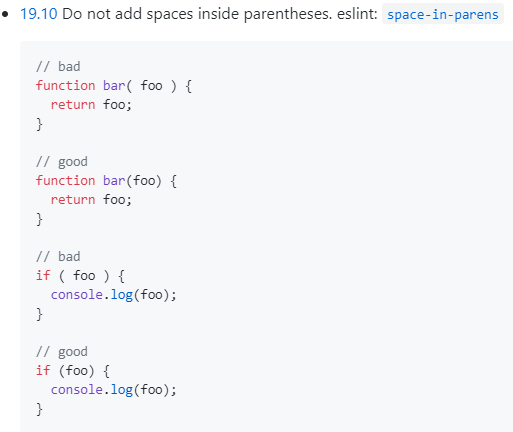 19.10 Do not add spaces inside parentheses. eslint: space-in-parens
// bad
function bar( foo ) {
  return foo;
}
// good
function bar(foo) {
  return foo;
}
// bad
if ( foo ) {
  console.log(foo);
}
// good
if (foo) {
  console.log(foo);
}